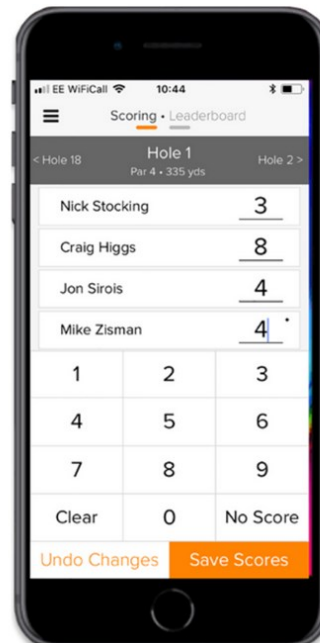 EE WiFiCall 10:44
Scoring • Leaderboard
< Hole 18 Hole 1 Hole 2 >
Par 4 • 335 yds
Nick Stocking 3
Craig Higgs 8
Jon Sirois 4
Mike Zisman 4 •
1 2 3
4 5 6
7 8 9
Clear 0 No Score
Undo Changes Save Scores